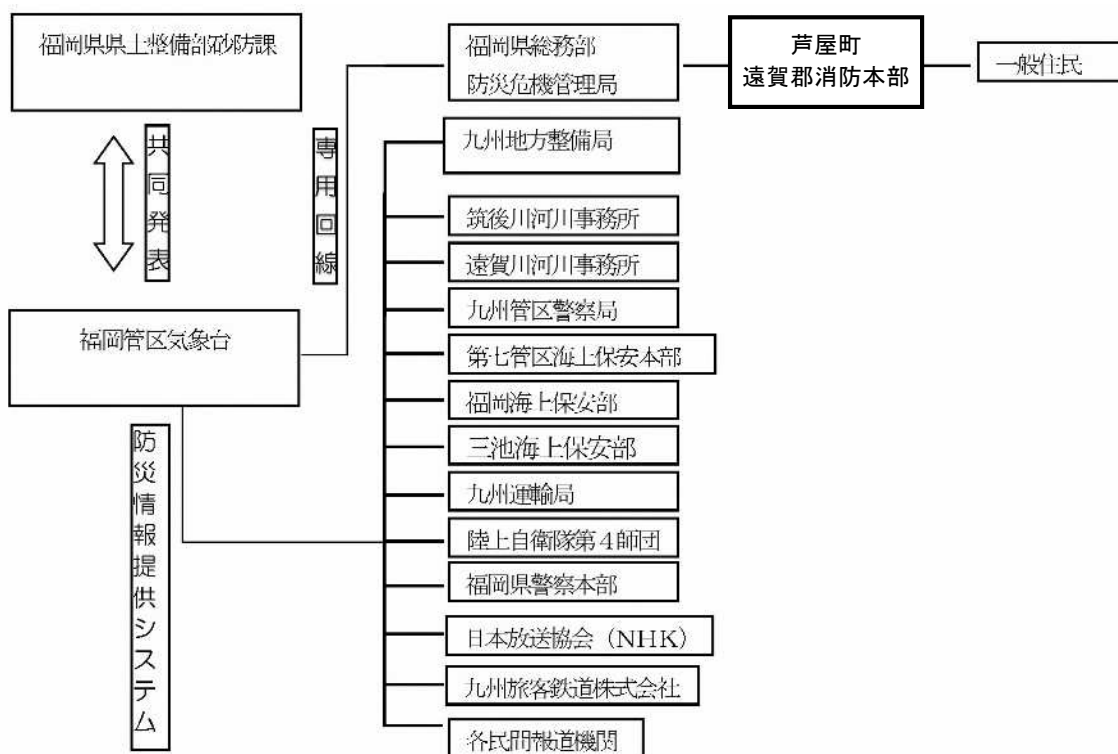 福岡県県土整備部砂防課
共同発表
福岡管区気象台
専用回線
防災情報提供システム
福岡県総務部
防災危機管理局
芦屋町
遠賀郡消防本部
一般住民
九州地方整備局
筑後川河川事務所
遠賀川河川事務所
九州管区警察局
第七管区海上保安本部
福岡海上保安部
三池海上保安部
九州運輸局
陸上自衛隊第4師団
福岡県警察本部
日本放送協会（NHK）
九州旅客鉄道株式会社
各民間報道機関